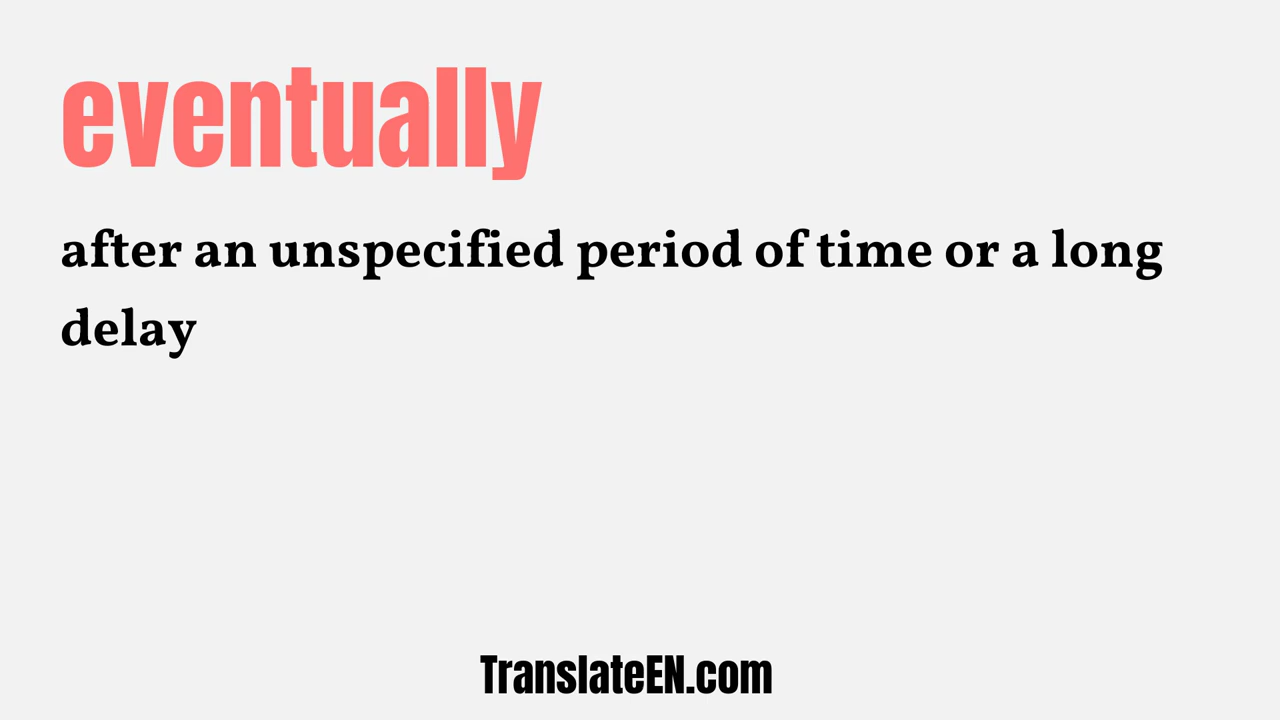 eventually
after an unspecified period of time or a long
delay
TranslateEN.com